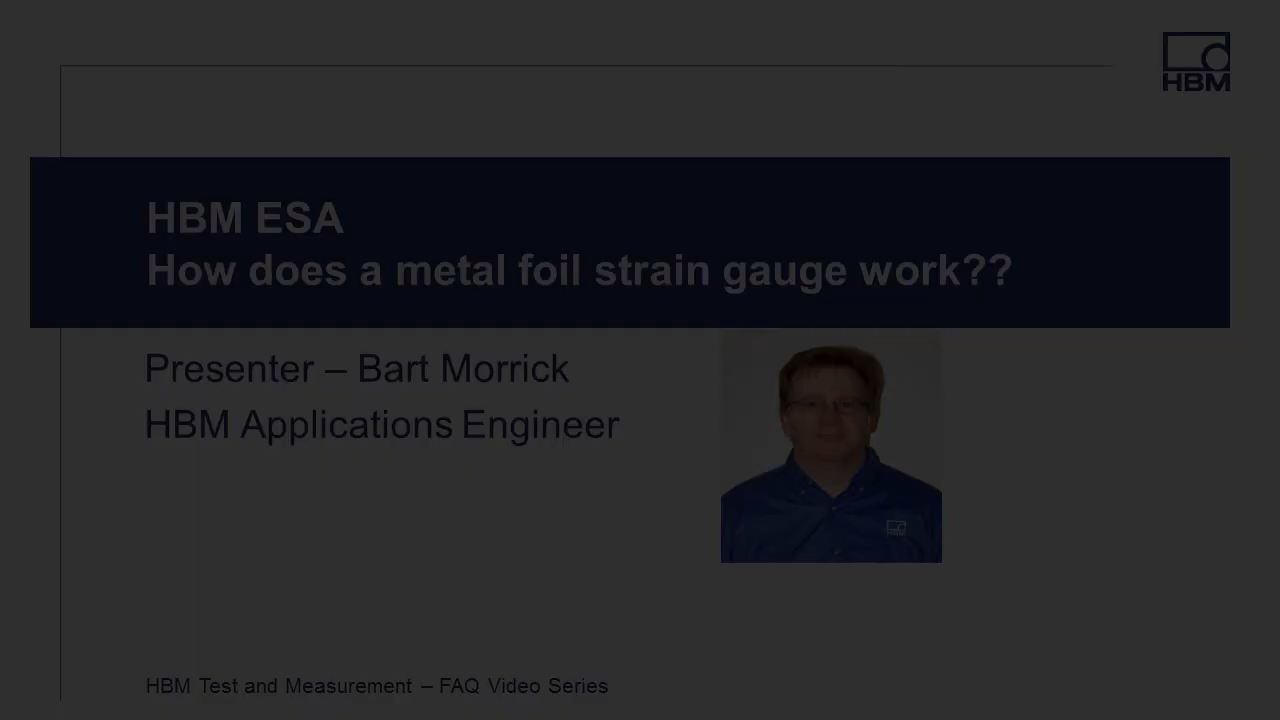 HBM
HBM ESA
How does a metal foil strain gauge work??
Presenter – Bart Morrick
HBM Applications Engineer
HBM
HBM Test and Measurement – FAQ Video Series